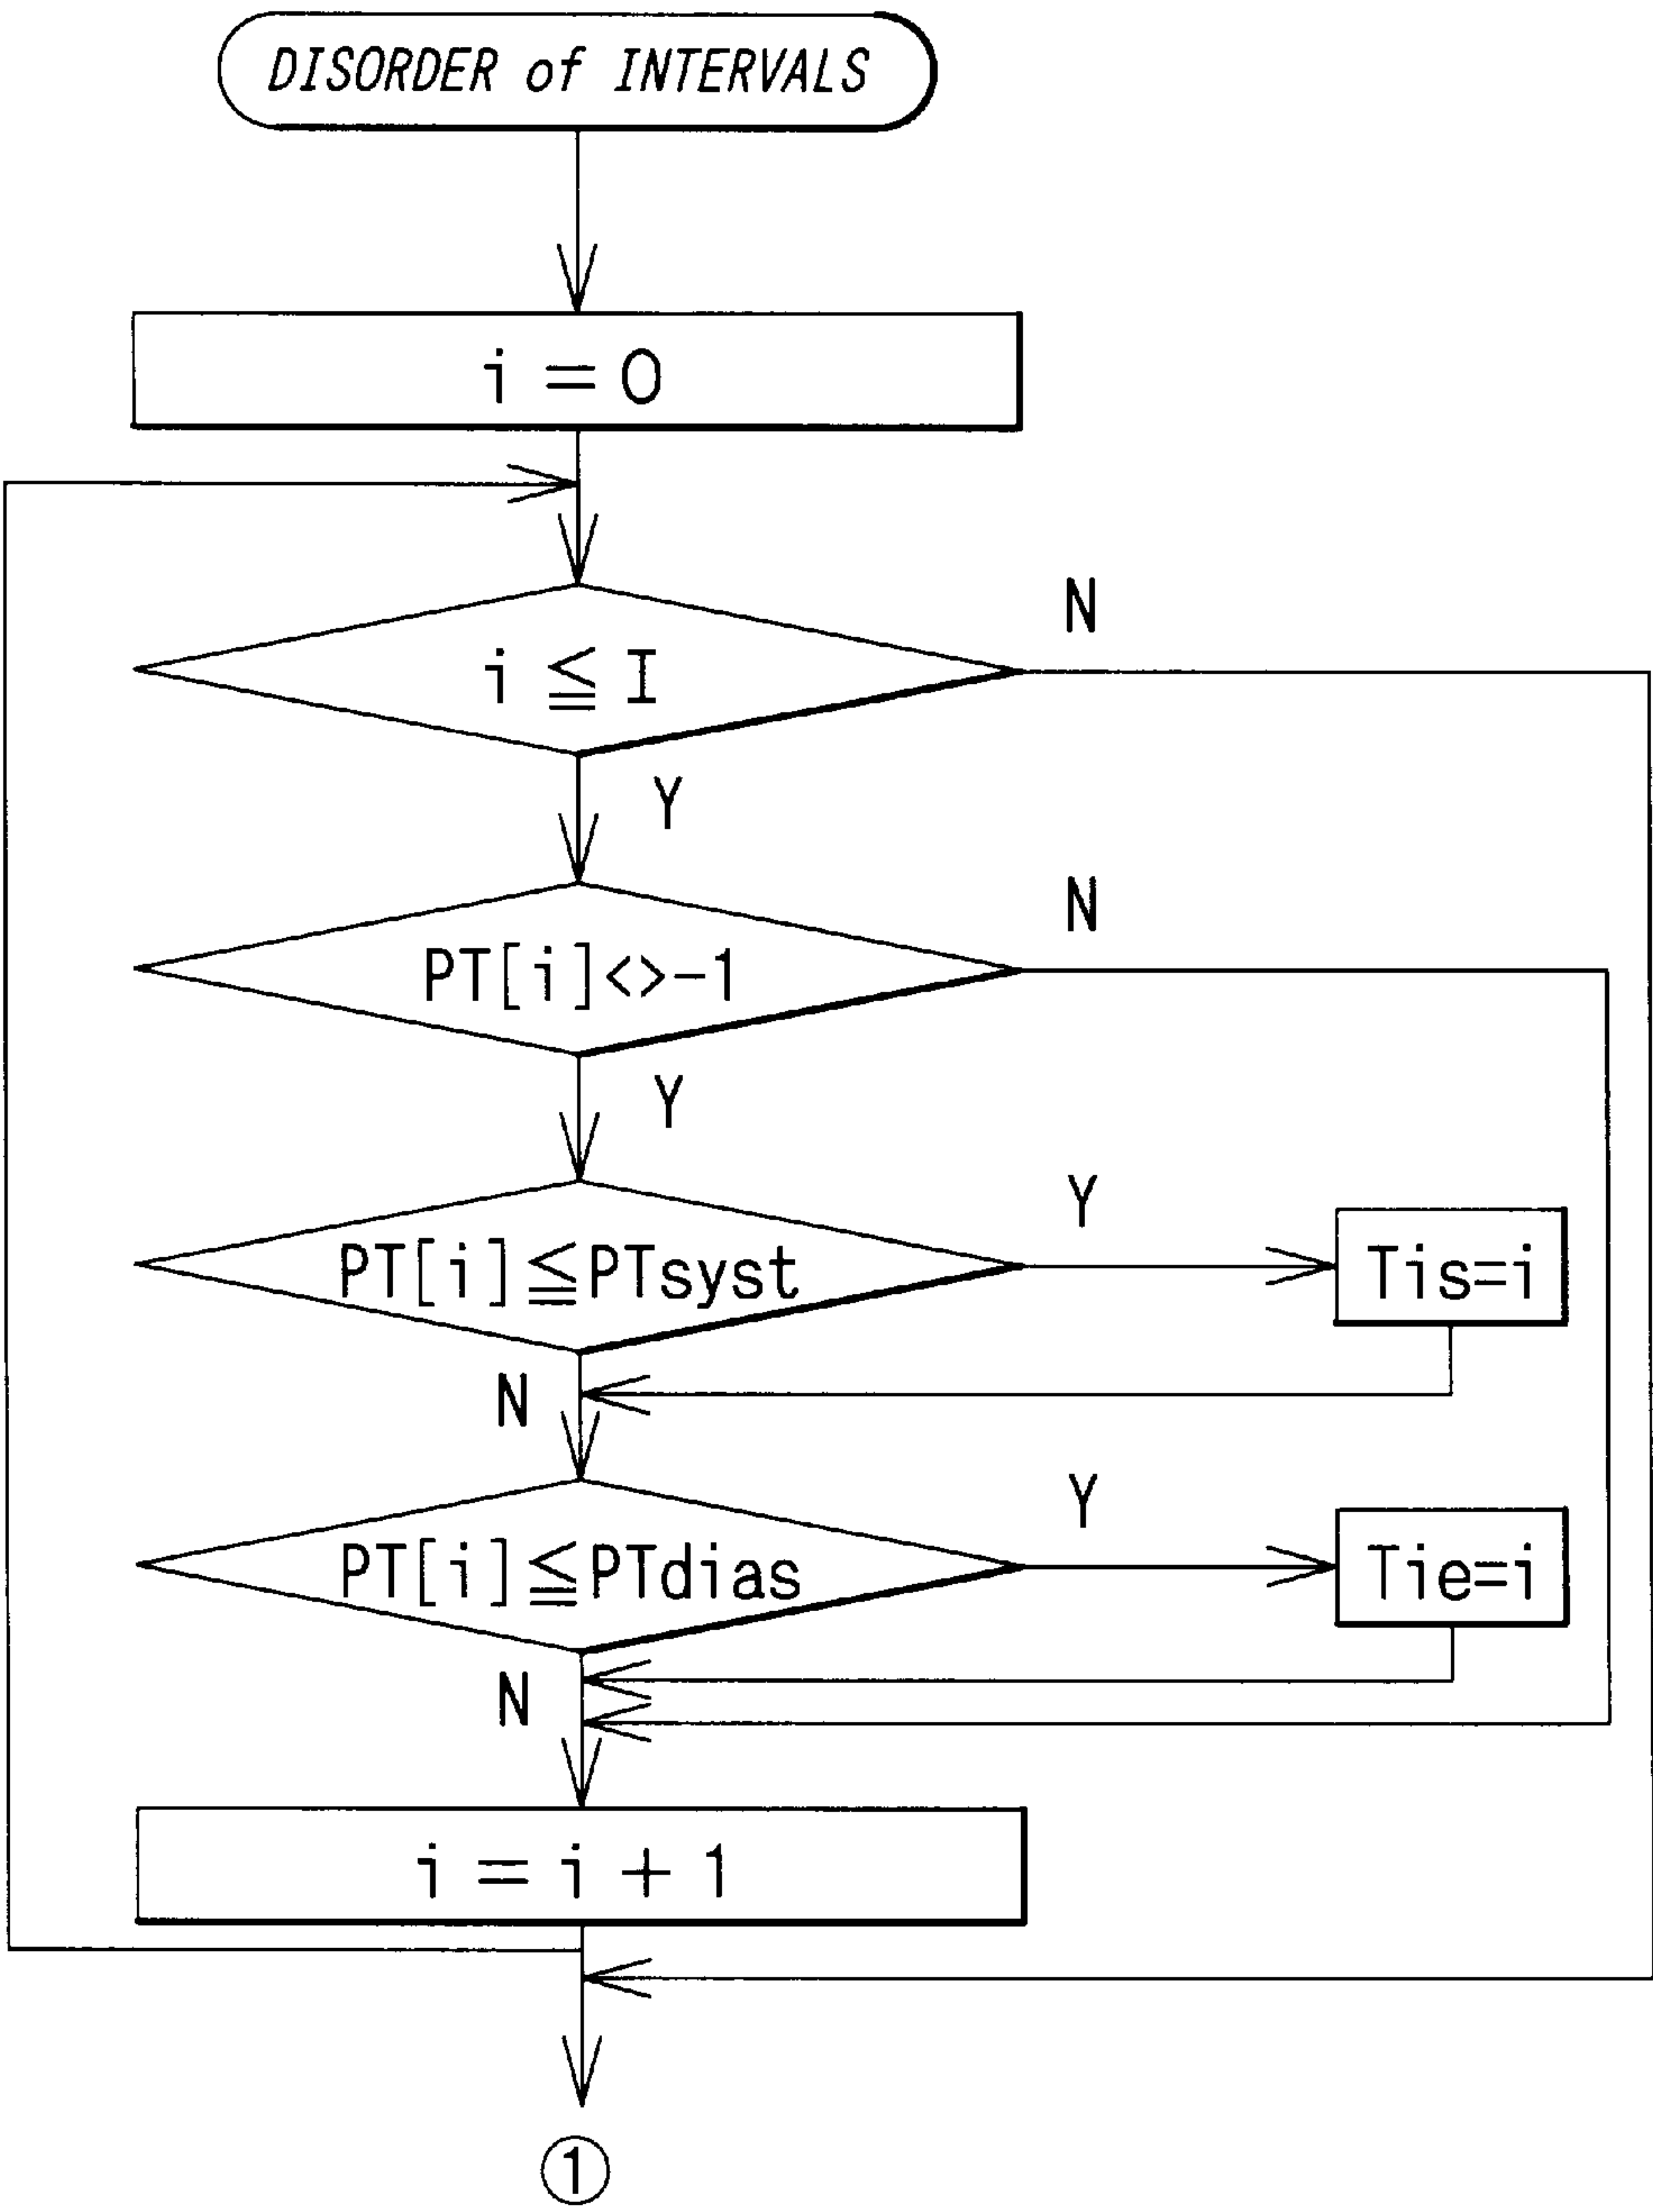 DISORDER of INTERVALS
i = 0
N
i ≦ I
Y
N
PT[i]<>-1
Y
Y
PT[i]≦PTsyst
Tis=i
N
Y
PT[i]≦PTdias
Tie=i
N
i = i + 1
①